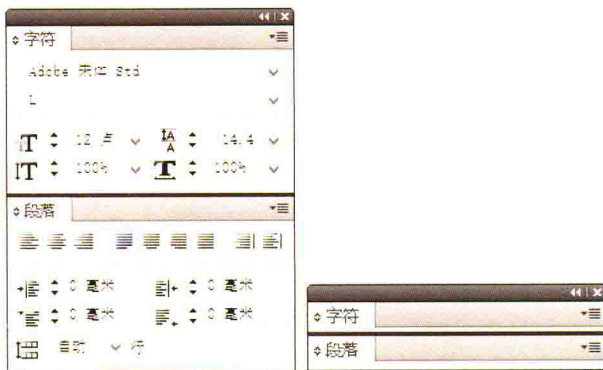 字符
Adobe 宋体 Std
L
12 点 14.4
100% 100%
段落
0 毫米 0 毫米
0 毫米 0 毫米
自动 行
字符
段落